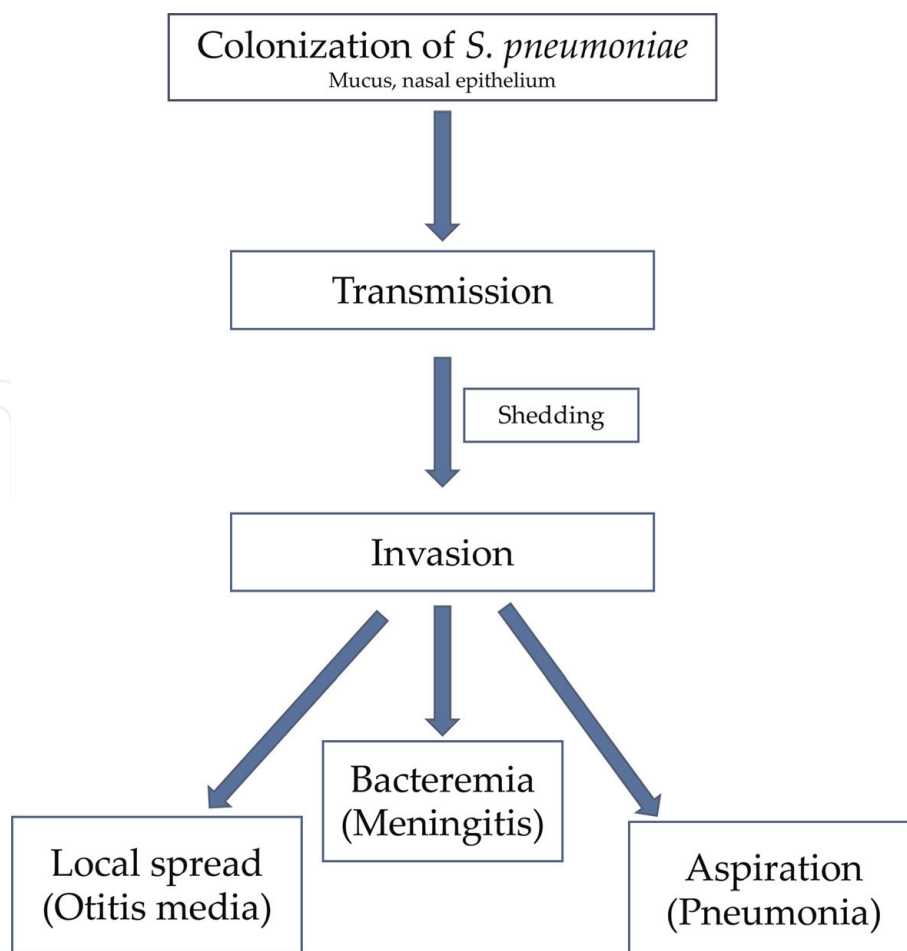 Colonization of S. pneumoniae
Mucus, nasal epithelium
Transmission
Shedding
Invasion
Bacteremia
(Meningitis)
Local spread
(Otitis media)
Aspiration
(Pneumonia)